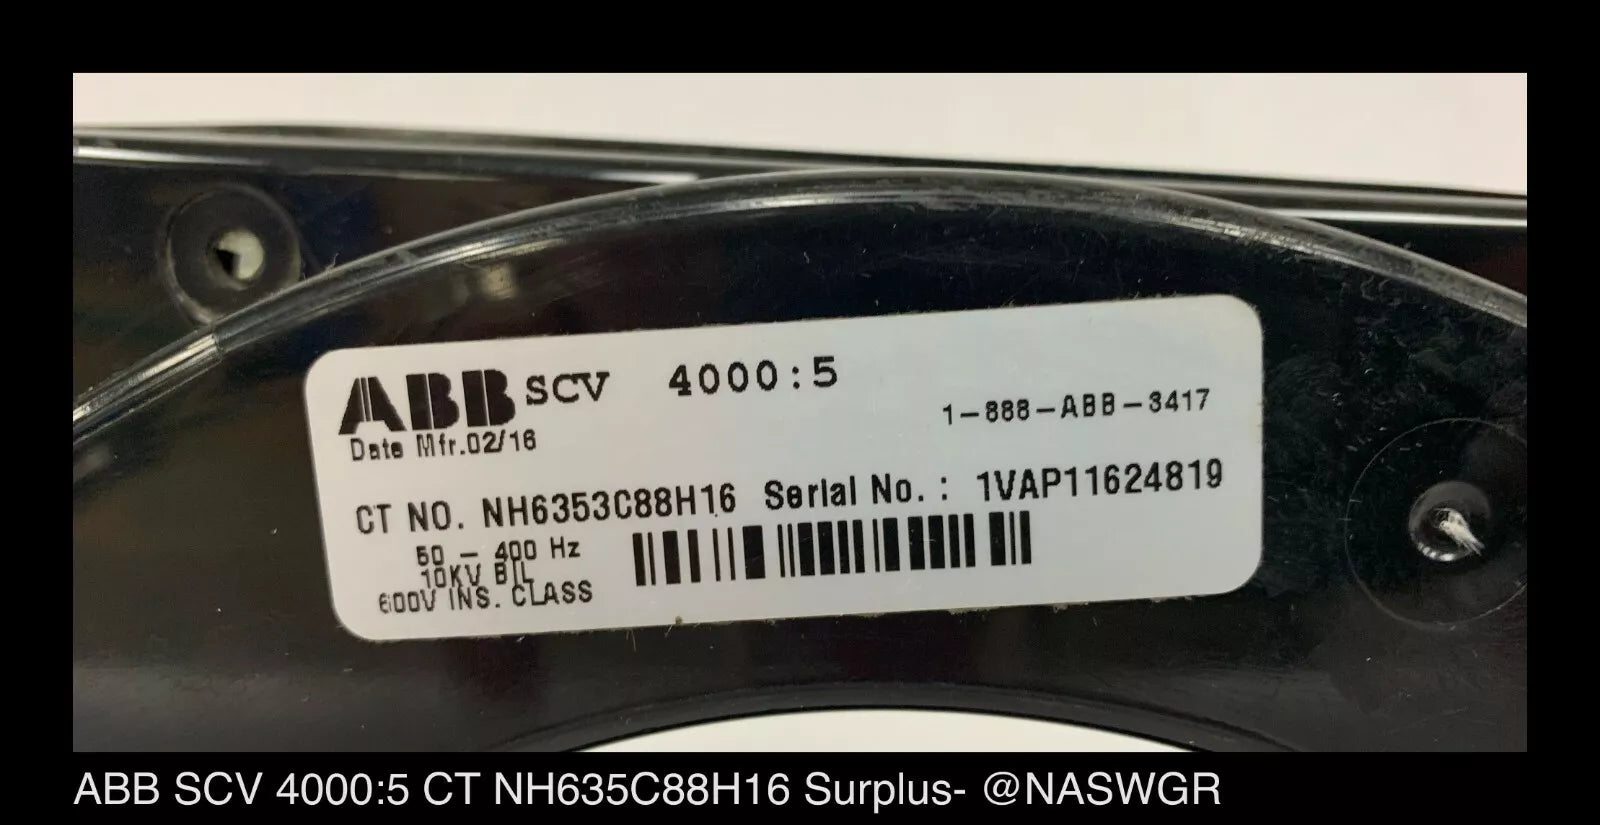 ABB SCV 4000:5
1-888-ABB-3417
Date Mfr.02/16
CT NO. NH6353C88H16 Serial No.: 1VAP11624819
50 - 400 Hz
10KV BIL
600V INS. CLASS
ABB SCV 4000:5 CT NH635C88H16 Surplus- @NASWGR